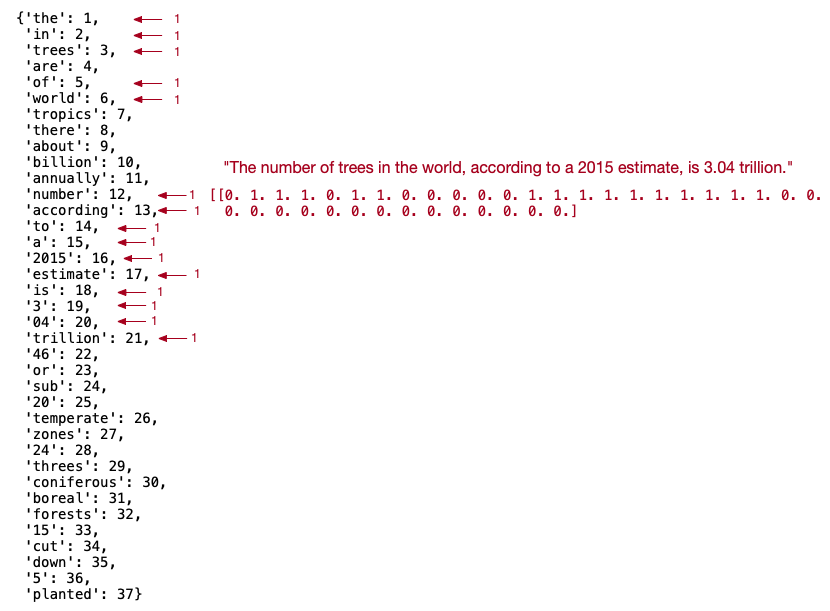 {'the': 1, 1
'in': 2, 1
'trees': 3, 1
'are': 4,
'of': 5, 1
'world': 6, 1
'tropics': 7,
'there': 8,
'about': 9,
'billion': 10,
"The number of trees in the world, according to a 2015 estimate, is 3.04 trillion."
'annually': 11,
'number': 12, 1 [[0. 1. 1. 1. 0. 1. 1. 0. 0. 0. 0. 0. 1. 1. 1. 1. 1. 1. 1. 1. 1. 1. 0. 0.
'according': 13, 1 0. 0. 0. 0. 0. 0. 0. 0. 0. 0. 0. 0. 0. 0.]
'to': 14, 1
'a': 15, 1
'2015': 16, 1
'estimate': 17, 1
'is': 18, 1
'3': 19, 1
'04': 20, 1
'trillion': 21, 1
'46': 22,
'or': 23,
'sub': 24,
'20': 25,
'temperate': 26,
'zones': 27,
'24': 28,
'threes': 29,
'coniferous': 30,
'boreal': 31,
'forests': 32,
'15': 33,
'cut': 34,
'down': 35,
'5': 36,
'planted': 37}